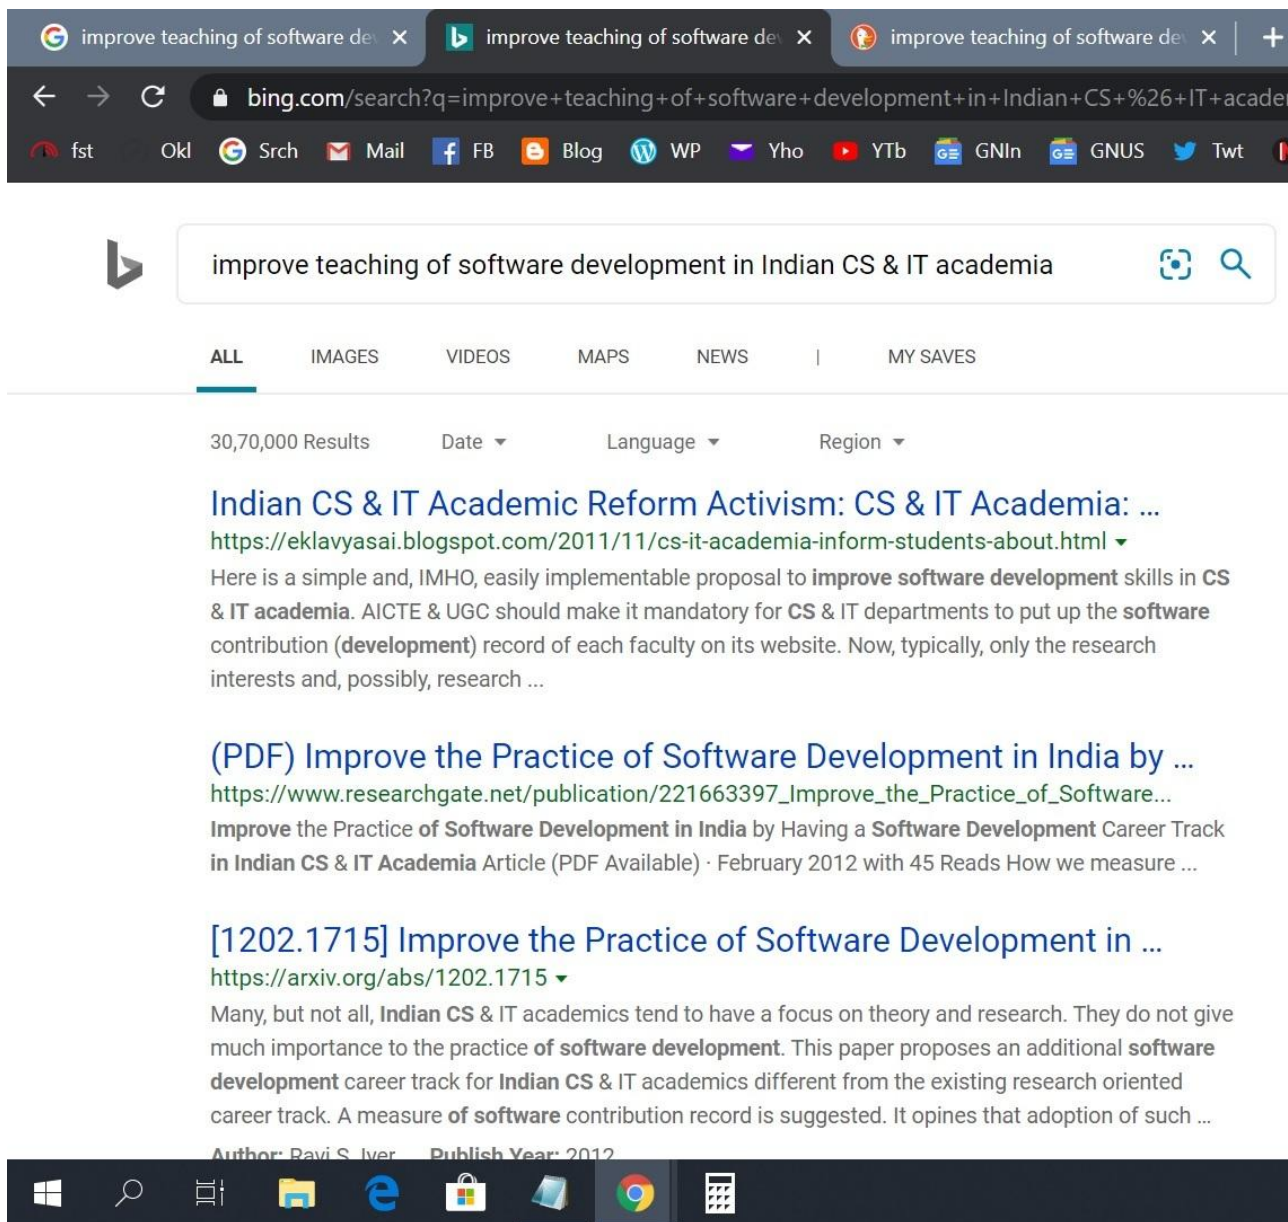 improve teaching of software de
improve teaching of software dev
improve teaching of software de
bing.com/search?q=improve+teaching+of+software+development+in+Indian+CS+%26+IT+acade
fst Okl Srch Mail FB Blog WP Yho YTb GNIn GNUS Twt
improve teaching of software development in Indian CS & IT academia
ALL IMAGES VIDEOS MAPS NEWS | MY SAVES
30,70,000 Results Date Language Region
Indian CS & IT Academic Reform Activism: CS & IT Academia: ...
https://eklavyasai.blogspot.com/2011/11/cs-it-academia-inform-students-about.html
Here is a simple and, IMHO, easily implementable proposal to improve software development skills in CS
& IT academia. AICTE & UGC should make it mandatory for CS & IT departments to put up the software
contribution (development) record of each faculty on its website. Now, typically, only the research
interests and, possibly, research ...
(PDF) Improve the Practice of Software Development in India by ...
https://www.researchgate.net/publication/221663397_Improve_the_Practice_of_Software...
Improve the Practice of Software Development in India by Having a Software Development Career Track
in Indian CS & IT Academia Article (PDF Available) · February 2012 with 45 Reads How we measure ...
[1202.1715] Improve the Practice of Software Development in ...
https://arxiv.org/abs/1202.1715
Many, but not all, Indian CS & IT academics tend to have a focus on theory and research. They do not give
much importance to the practice of software development. This paper proposes an additional software
development career track for Indian CS & IT academics different from the existing research oriented
career track. A measure of software contribution record is suggested. It opines that adoption of such ...
Author: Ravi S. Iyer Publish Year: 2012